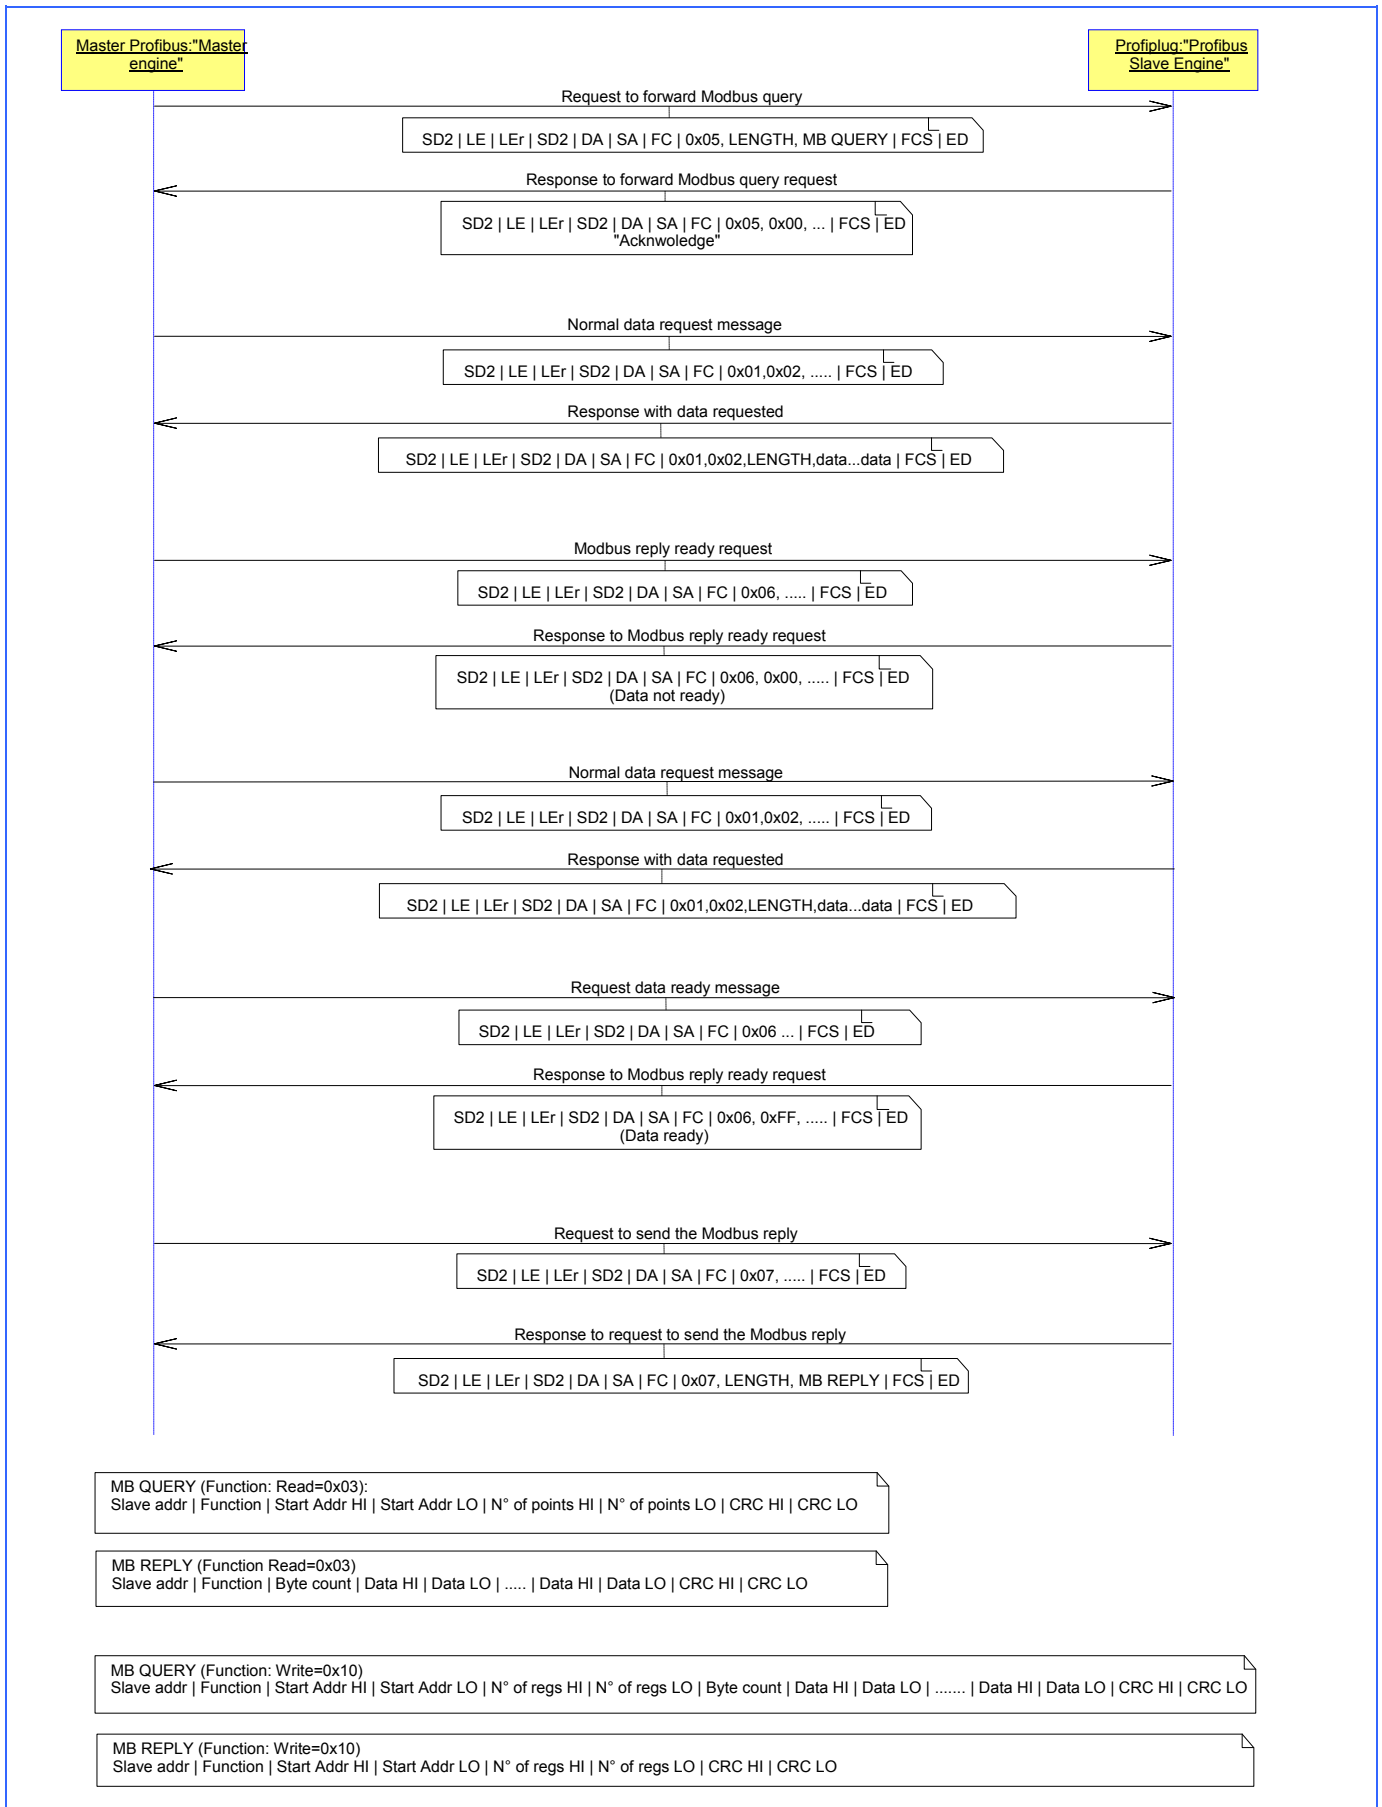 Master Profibus:"Master
engine"
Profiplug:"Profibus
Slave Engine"
Request to forward Modbus query
SD2 | LE | LEr | SD2 | DA | SA | FC | 0x05, LENGTH, MB QUERY | FCS | ED
Response to forward Modbus query request
SD2 | LE | LEr | SD2 | DA | SA | FC | 0x05, 0x00, ... | FCS | ED
"Acknwoledge"
Normal data request message
SD2 | LE | LEr | SD2 | DA | SA | FC | 0x01,0x02, ..... | FCS | ED
Response with data requested
SD2 | LE | LEr | SD2 | DA | SA | FC | 0x01,0x02,LENGTH,data...data | FCS | ED
Modbus reply ready request
SD2 | LE | LEr | SD2 | DA | SA | FC | 0x06, ..... | FCS | ED
Response to Modbus reply ready request
SD2 | LE | LEr | SD2 | DA | SA | FC | 0x06, 0x00, ..... | FCS | ED
(Data not ready)
Normal data request message
SD2 | LE | LEr | SD2 | DA | SA | FC | 0x01,0x02, ..... | FCS | ED
Response with data requested
SD2 | LE | LEr | SD2 | DA | SA | FC | 0x01,0x02,LENGTH,data...data | FCS | ED
Request data ready message
SD2 | LE | LEr | SD2 | DA | SA | FC | 0x06 ... | FCS | ED
Response to Modbus reply ready request
SD2 | LE | LEr | SD2 | DA | SA | FC | 0x06, 0xFF, ..... | FCS | ED
(Data ready)
Request to send the Modbus reply
SD2 | LE | LEr | SD2 | DA | SA | FC | 0x07, ..... | FCS | ED
Response to request to send the Modbus reply
SD2 | LE | LEr | SD2 | DA | SA | FC | 0x07, LENGTH, MB REPLY | FCS | ED
MB QUERY (Function: Read=0x03):
Slave addr | Function | Start Addr HI | Start Addr LO | N° of points HI | N° of points LO | CRC HI | CRC LO
MB REPLY (Function Read=0x03)
Slave addr | Function | Byte count | Data HI | Data LO | ..... | Data HI | Data LO | CRC HI | CRC LO
MB QUERY (Function: Write=0x10)
Slave addr | Function | Start Addr HI | Start Addr LO | N° of regs HI | N° of regs LO | Byte count | Data HI | Data LO | ....... | Data HI | Data LO | CRC HI | CRC LO
MB REPLY (Function: Write=0x10)
Slave addr | Function | Start Addr HI | Start Addr LO | N° of regs HI | N° of regs LO | CRC HI | CRC LO